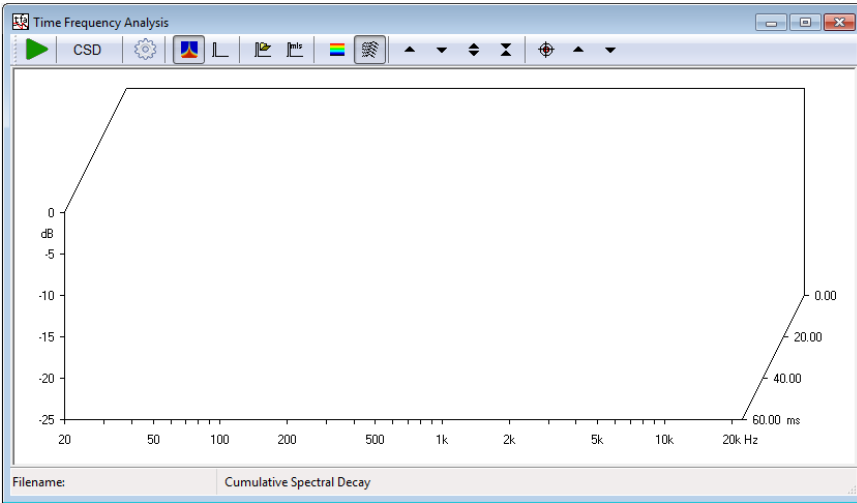 Time Frequency Analysis
CSD
mls
0
dB
-5
-10
-15
-20
-25
0.00
20.00
40.00
60.00 ms
20 50 100 200 500 1k 2k 5k 10k 20k Hz
Filename: Cumulative Spectral Decay